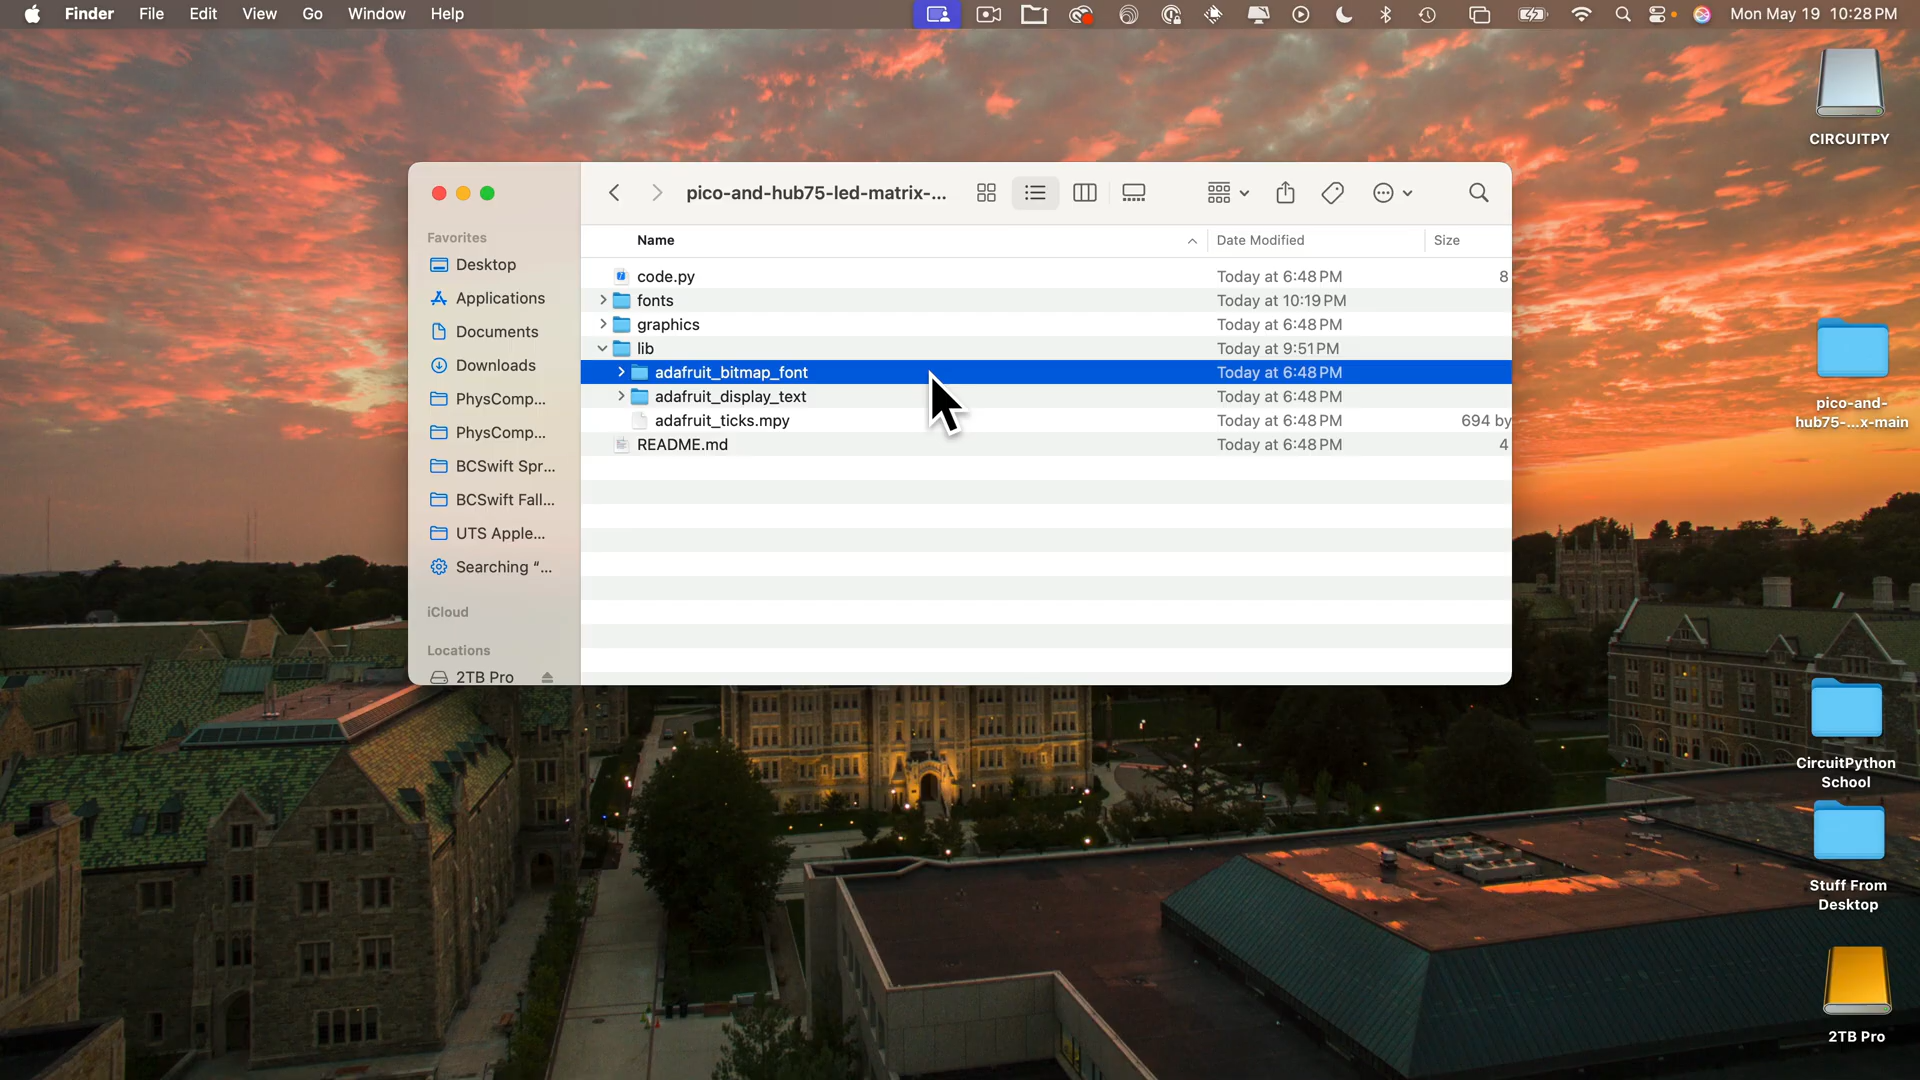 Finder File Edit View Go Window Help
Mon May 19 10:28 PM
CIRCUITPY
pico-and-hub75-led-matrix-...
Favorites
Desktop
Applications
Documents
Downloads
PhysComp...
PhysComp...
BCSwift Spr...
BCSwift Fall...
UTS Apple...
Searching “...
iCloud
Locations
2TB Pro
Name Date Modified Size
code.py Today at 6:48 PM 8
fonts Today at 10:19 PM
graphics Today at 6:48 PM
lib Today at 9:51 PM
adafruit_bitmap_font Today at 6:48 PM
adafruit_display_text Today at 6:48 PM
adafruit_ticks.mpy Today at 6:48 PM 694 by
README.md Today at 6:48 PM 4
pico-and-
hub75-...x-main
CircuitPython
School
Stuff From
Desktop
2TB Pro